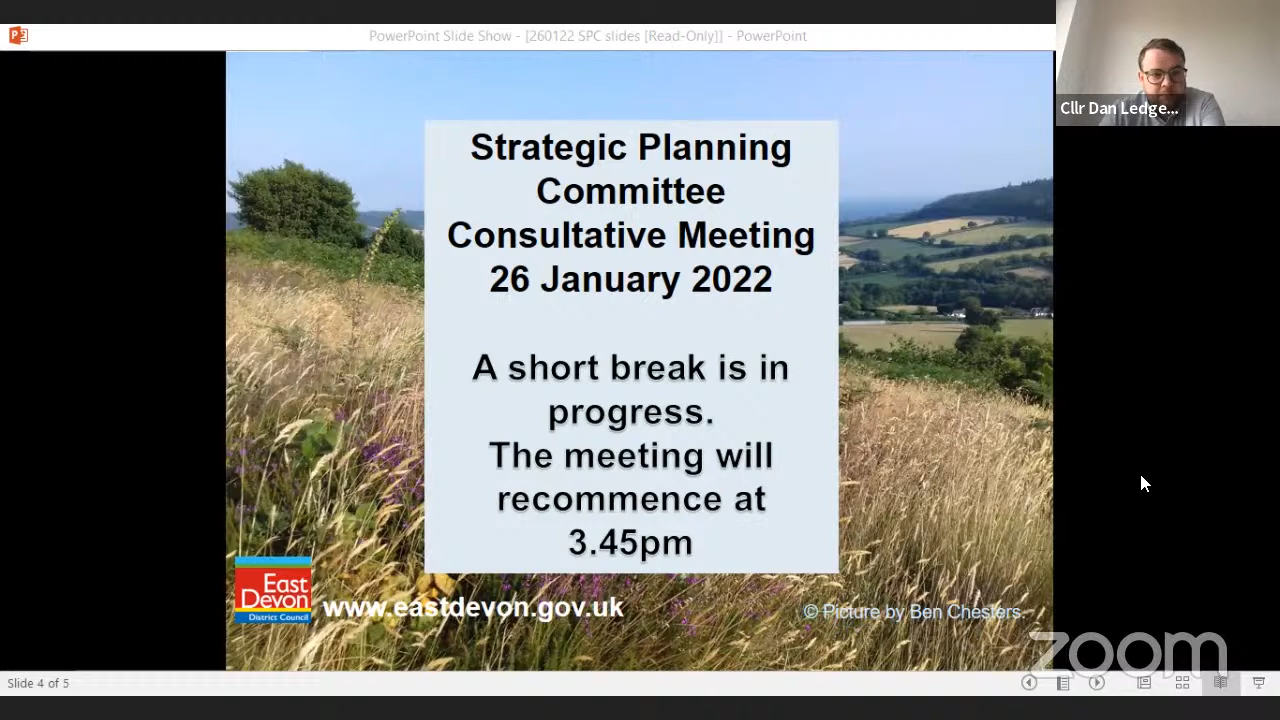 PowerPoint Slide Show - [260122 SPC slides [Read-Only]] - PowerPoint
Cllr Dan Ledge...
Strategic Planning
Committee
Consultative Meeting
26 January 2022
A short break is in
progress.
The meeting will
recommence at
3.45pm
East
Devon
District Council
www.eastdevon.gov.uk
© Picture by Ben Chesters.
zoom
Slide 4 of 5